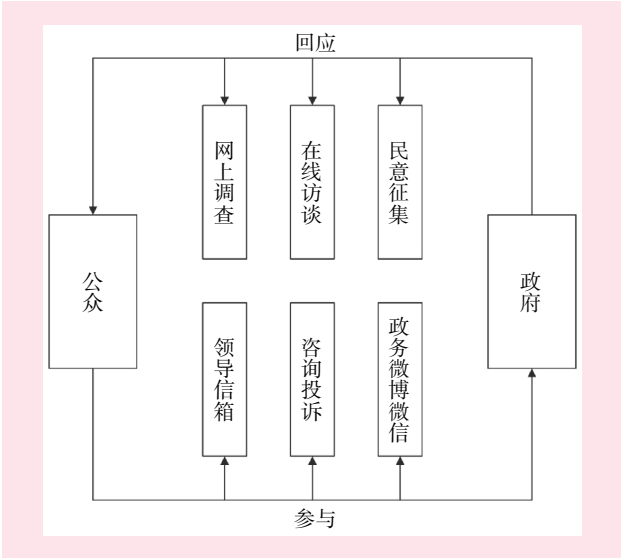 回应
网上调查
在线访谈
民意征集
公众
政府
领导信箱
咨询投诉
政务微博微信
参与